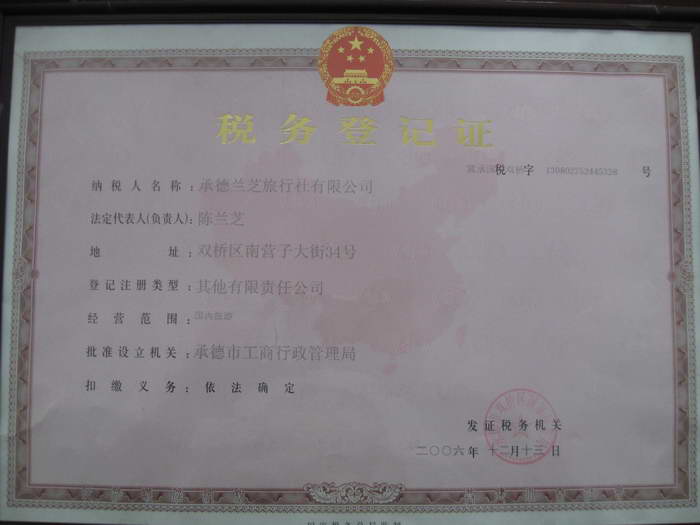 税务登记证
冀承国税双桥字 130802752445328 号
纳税人名称：承德兰芝旅行社有限公司
法定代表人(负责人)：陈兰芝
地址：双桥区南营子大街34号
登记注册类型：其他有限责任公司
经营范围：国内旅游
批准设立机关：承德市工商行政管理局
扣缴义务：依法确定
发证税务机关
二〇〇六年 十二月十三日